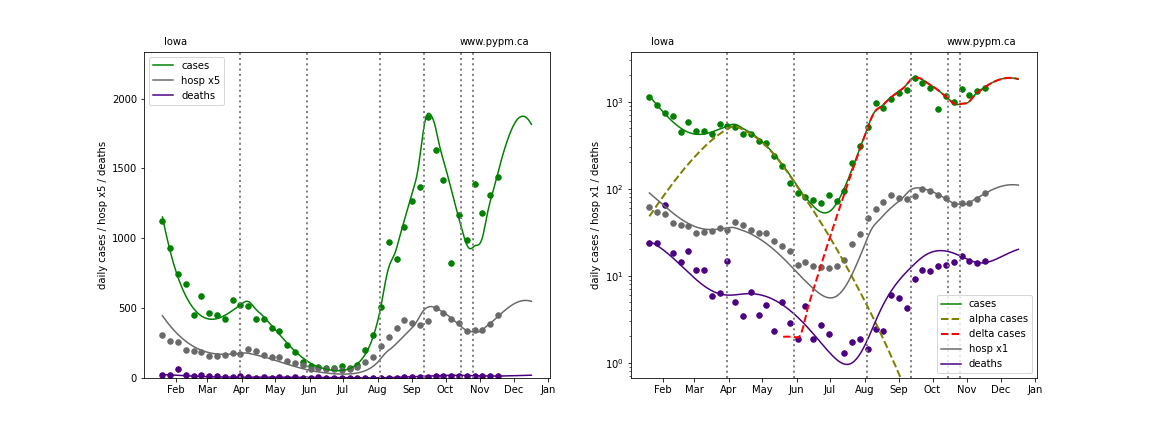 Iowa www.pypm.ca
cases
hosp x5
deaths
daily cases / hosp x5 / deaths
2000
1500
1000
500
0
Feb Mar Apr May Jun Jul Aug Sep Oct Nov Dec Jan
Iowa www.pypm.ca
daily cases / hosp x1 / deaths
10³
10²
10¹
10⁰
cases
alpha cases
delta cases
hosp x1
deaths
Feb Mar Apr May Jun Jul Aug Sep Oct Nov Dec Jan